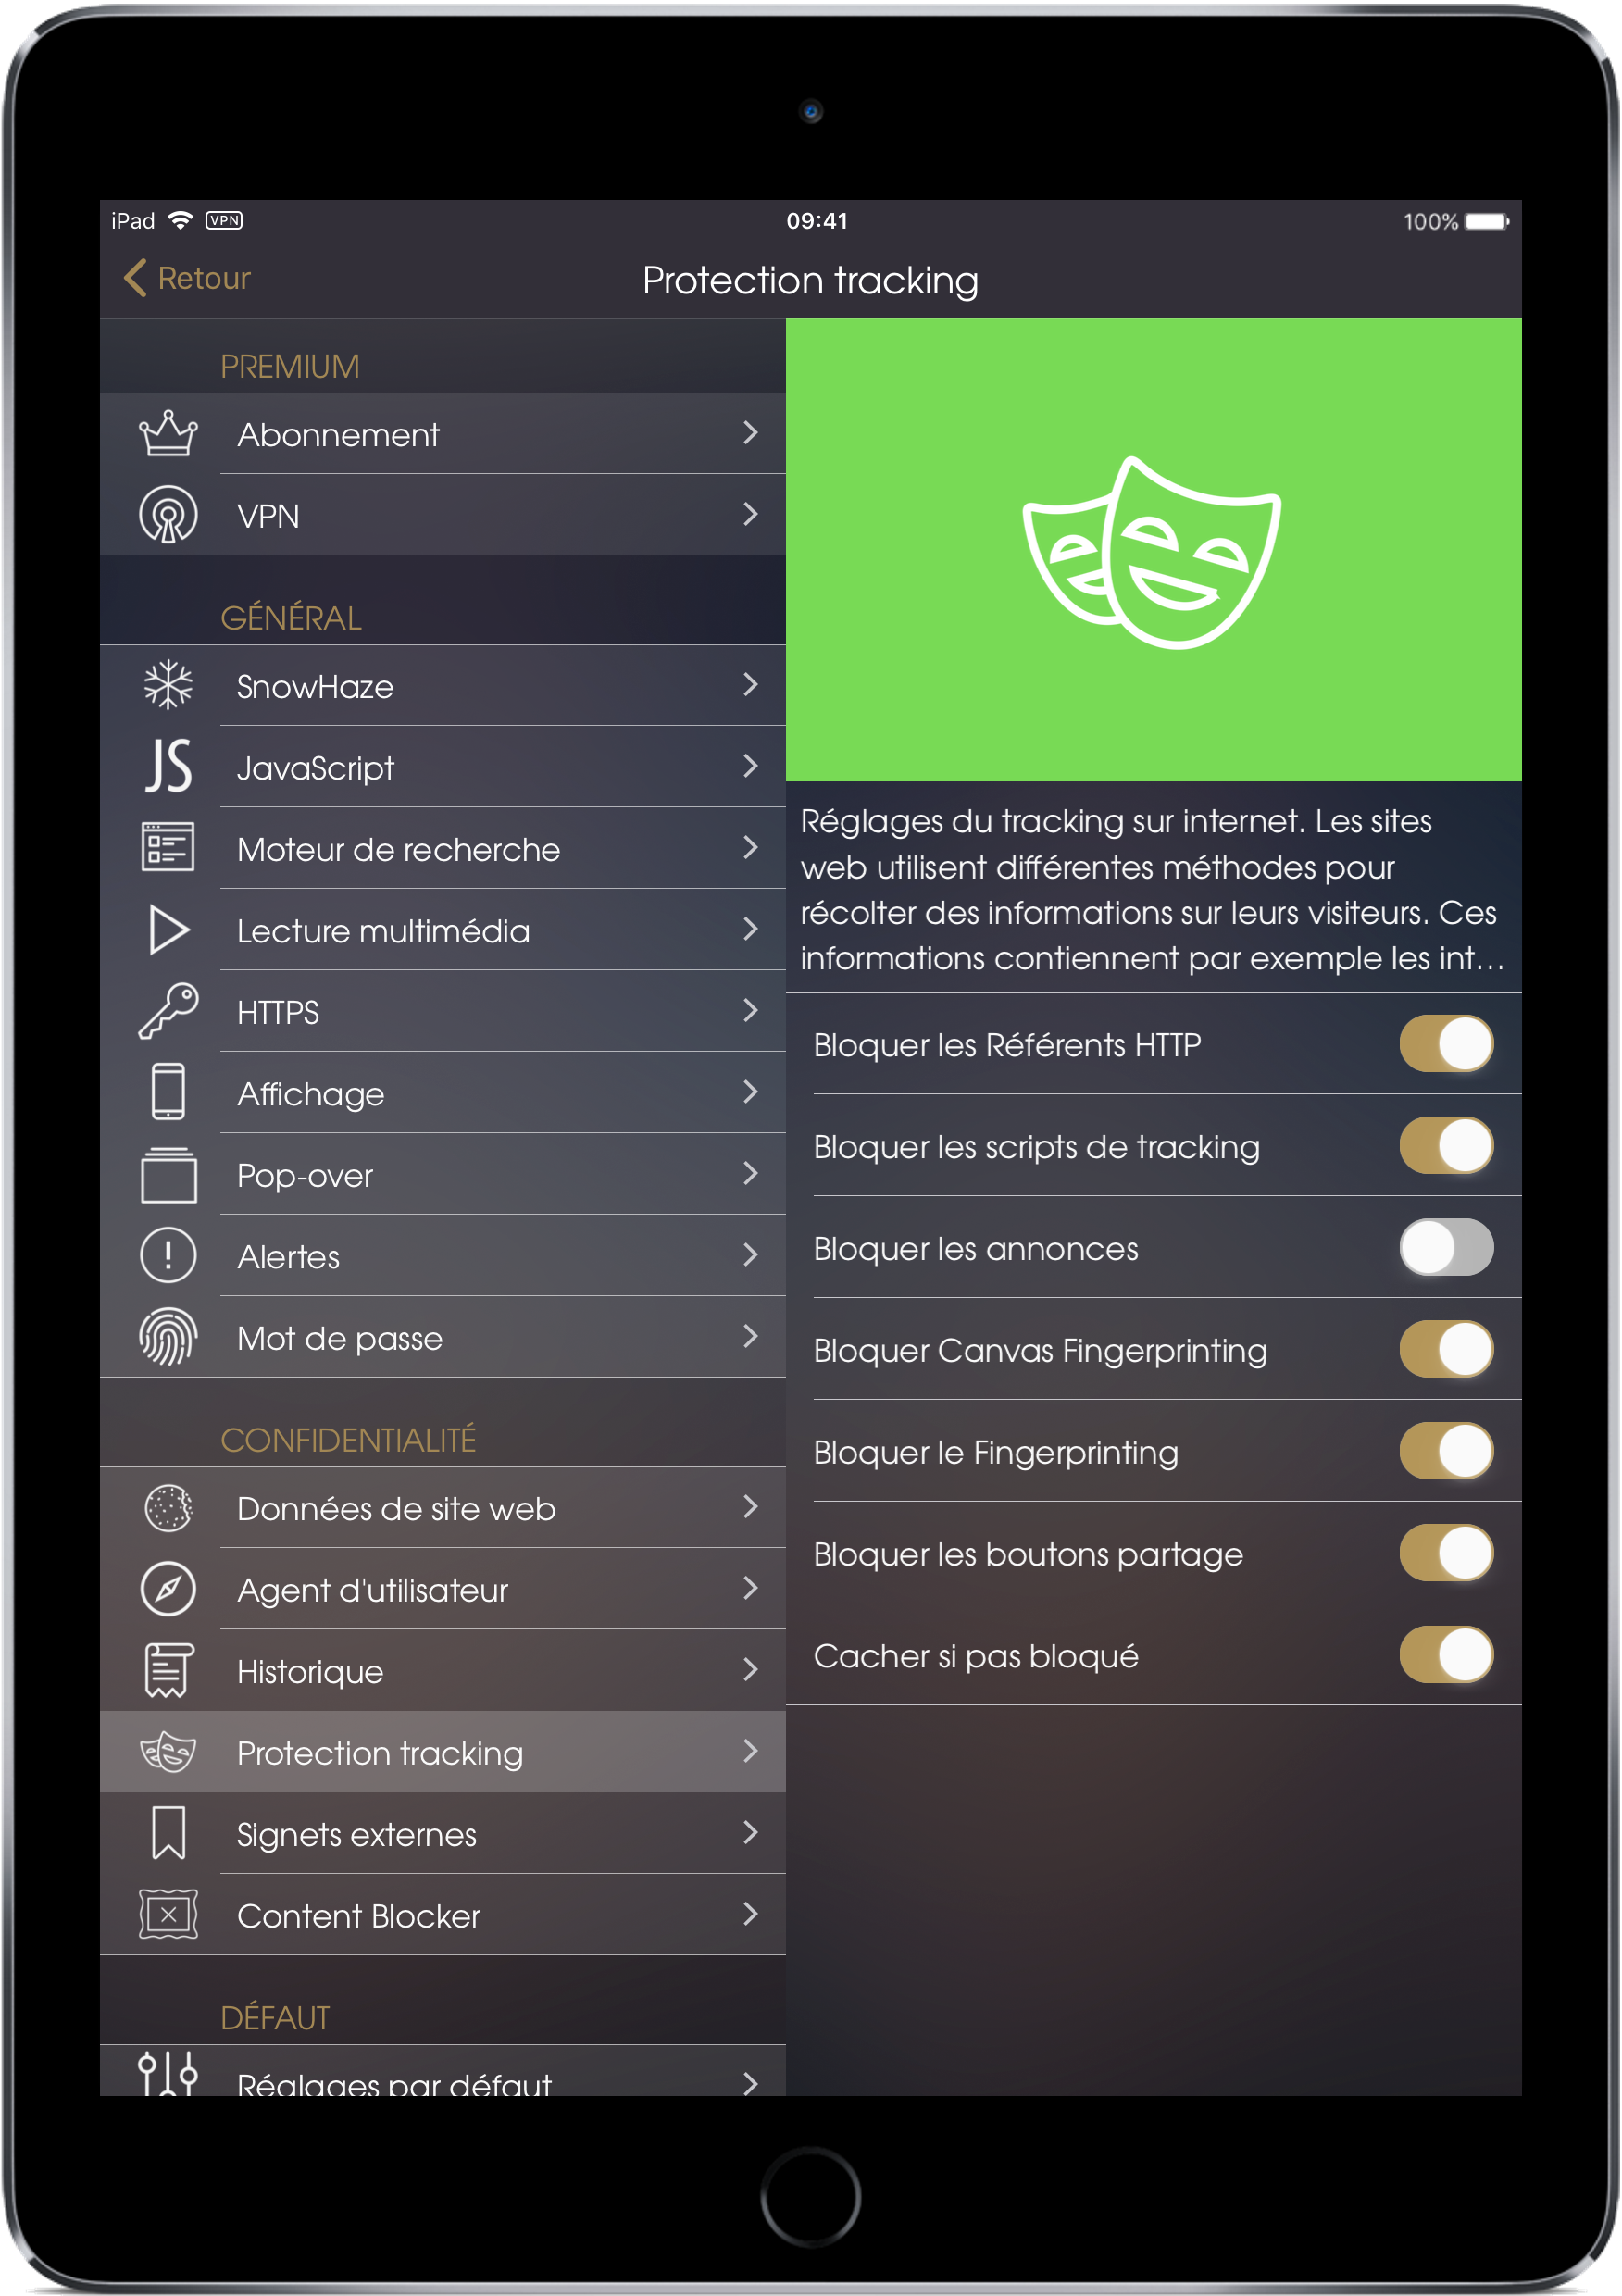 iPad VPN 09:41 100%
Retour
Protection tracking
PREMIUM
Abonnement
VPN
GÉNÉRAL
SnowHaze
JS JavaScript
Moteur de recherche
Lecture multimédia
HTTPS
Affichage
Pop-over
Alertes
Mot de passe
CONFIDENTIALITÉ
Données de site web
Agent d'utilisateur
Historique
Protection tracking
Signets externes
Content Blocker
DÉFAUT
Réglages par défaut
Réglages du tracking sur internet. Les sites
web utilisent différentes méthodes pour
récolter des informations sur leurs visiteurs. Ces
informations contiennent par exemple les int...
Bloquer les Référents HTTP
Bloquer les scripts de tracking
Bloquer les annonces
Bloquer Canvas Fingerprinting
Bloquer le Fingerprinting
Bloquer les boutons partage
Cacher si pas bloqué